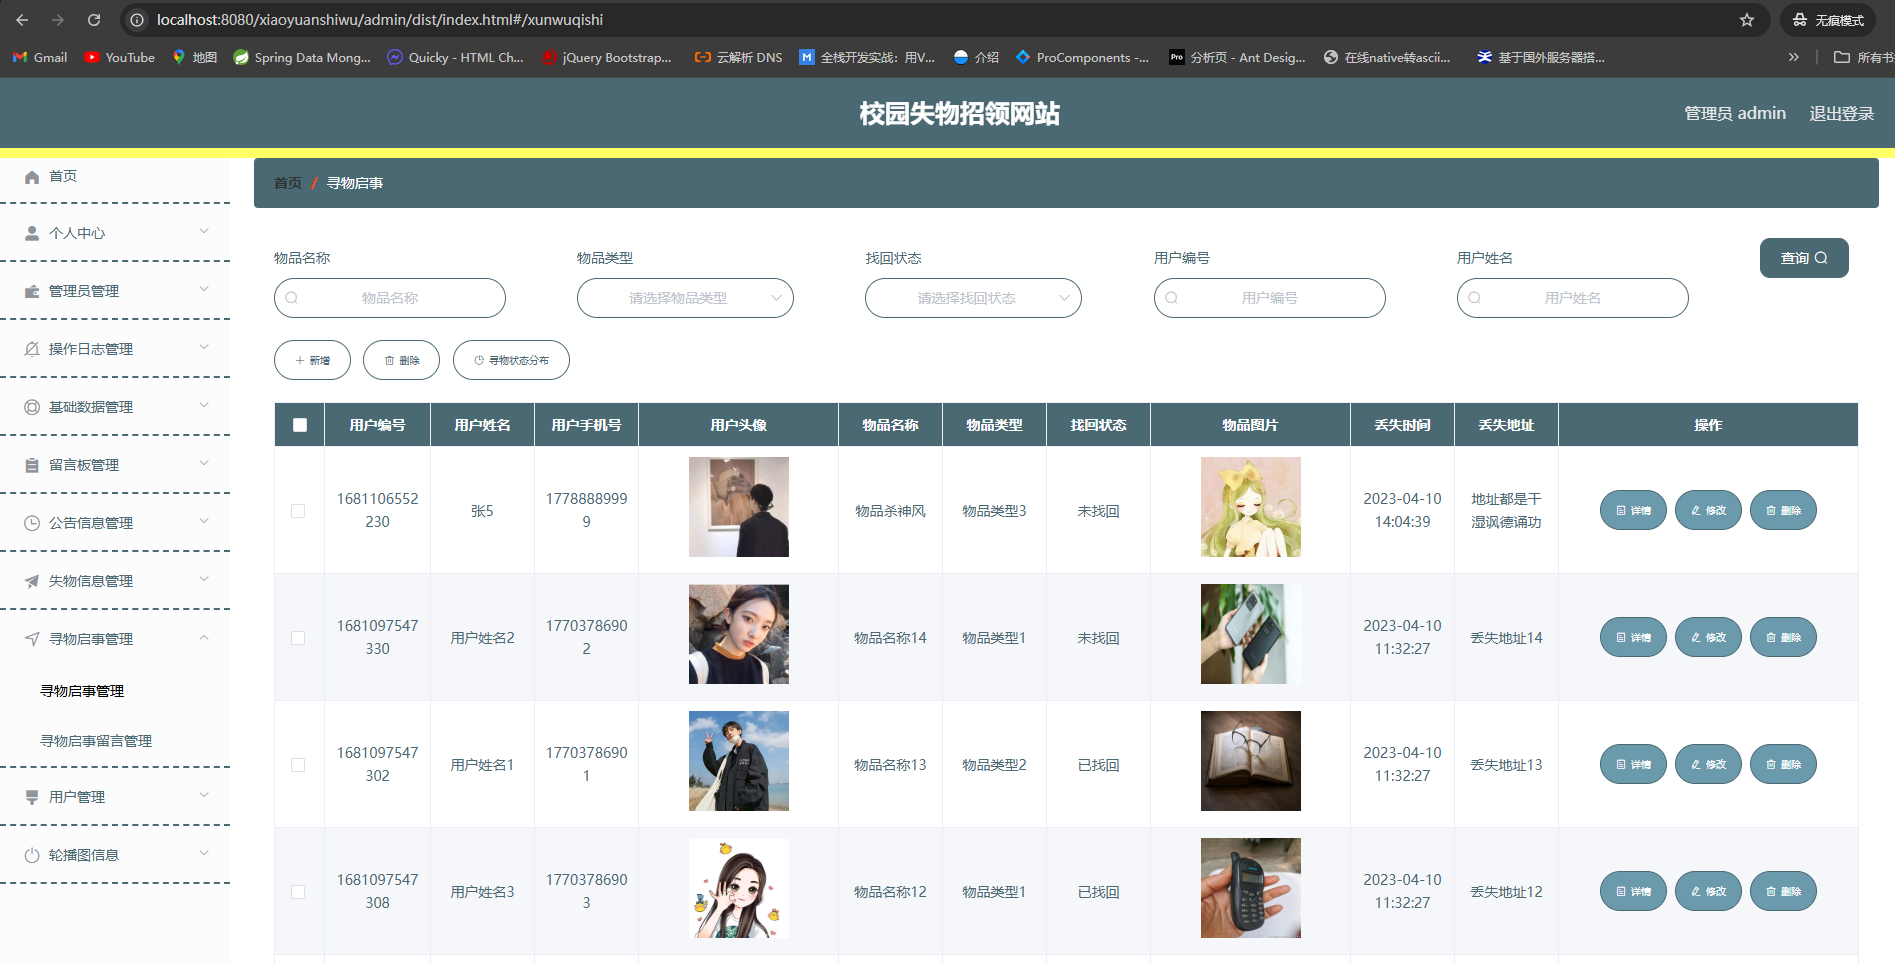 localhost:8080/xiaoyuanshiwu/admin/dist/index.html#/xunwuqishi
无痕模式
Gmail YouTube 地图 Spring Data Mong... Quicky - HTML Ch... jQuery Bootstrap... 云解析 DNS 全栈开发实战：用V... 介绍 ProComponents -... Pro 分析页 - Ant Desig... 在线native转ascii... 基于国外服务器搭... 所有书
校园失物招领网站
管理员 admin 退出登录
首页
个人中心
管理员管理
操作日志管理
基础数据管理
留言板管理
公告信息管理
失物信息管理
寻物启事管理
寻物启事管理
寻物启事留言管理
用户管理
轮播图信息
首页 / 寻物启事
物品名称 物品类型 找回状态 用户编号 用户姓名
物品名称 请选择物品类型 请选择找回状态 用户编号 用户姓名
查询
新增 删除 寻物状态分布
用户编号 用户姓名 用户手机号 用户头像 物品名称 物品类型 找回状态 物品图片 丢失时间 丢失地址 操作
1681106552 1778888999 2023-04-10 地址都是干
230 张5 9 物品杀神风 物品类型3 未找回 14:04:39 湿讽德诵功 详情 修改 删除
1681097547 1770378690 2023-04-10
330 用户姓名2 2 物品名称14 物品类型1 未找回 11:32:27 丢失地址14 详情 修改 删除
1681097547 1770378690 2023-04-10
302 用户姓名1 1 物品名称13 物品类型2 已找回 11:32:27 丢失地址13 详情 修改 删除
1681097547 1770378690 2023-04-10
308 用户姓名3 3 物品名称12 物品类型1 已找回 11:32:27 丢失地址12 详情 修改 删除